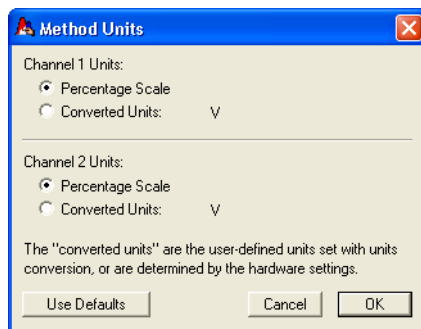 Method Units
Channel 1 Units:
Percentage Scale
Converted Units: V
Channel 2 Units:
Percentage Scale
Converted Units: V
The "converted units" are the user-defined units set with units
conversion, or are determined by the hardware settings.
Use Defaults Cancel OK